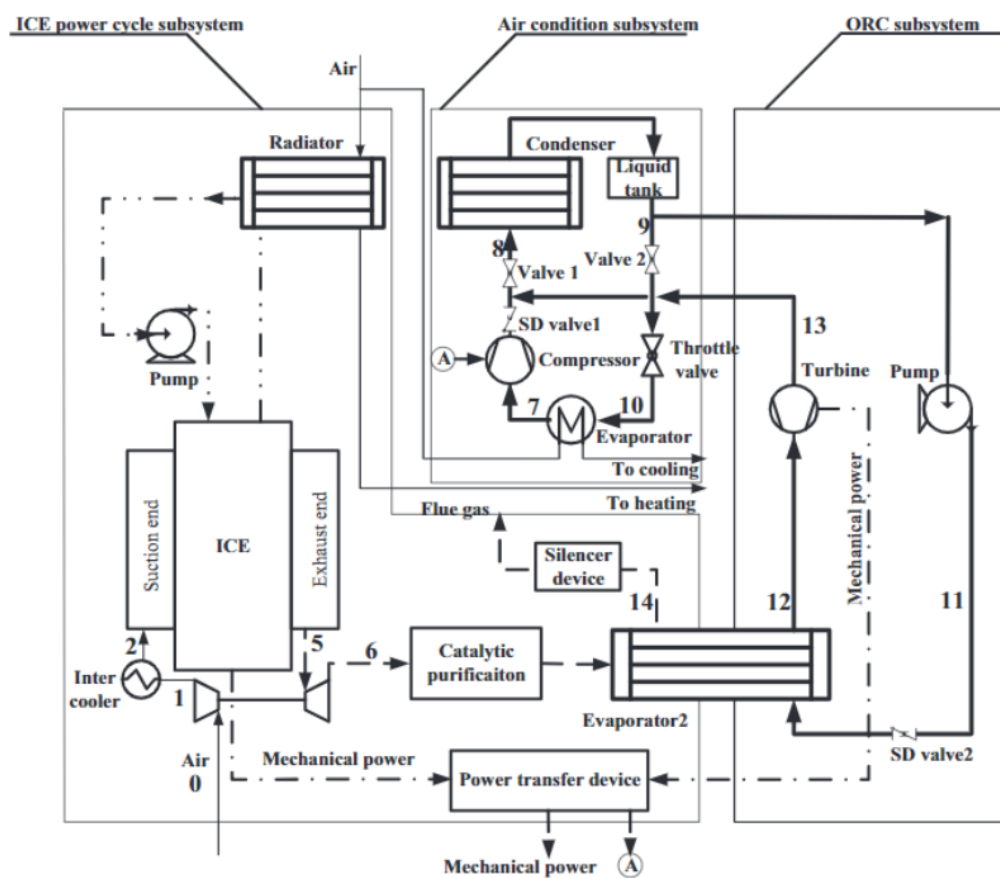 ICE power cycle subsystem
Air condition subsystem
ORC subsystem
Air
Radiator
Condenser
Liquid
tank
9
8
Valve 2
Valve 1
SD valve1
13
A
Compressor
Throttle
valve
Turbine
Pump
Pump
7
10
Evaporator
To cooling
To heating
Flue gas
Mechanical power
Suction end
ICE
Exhaust end
Silencer
device
14
12
11
2
5
6
Catalytic
purificaiton
Inter
cooler
1
Evaporator2
SD valve2
Air
0
Mechanical power
Power transfer device
Mechanical power
A